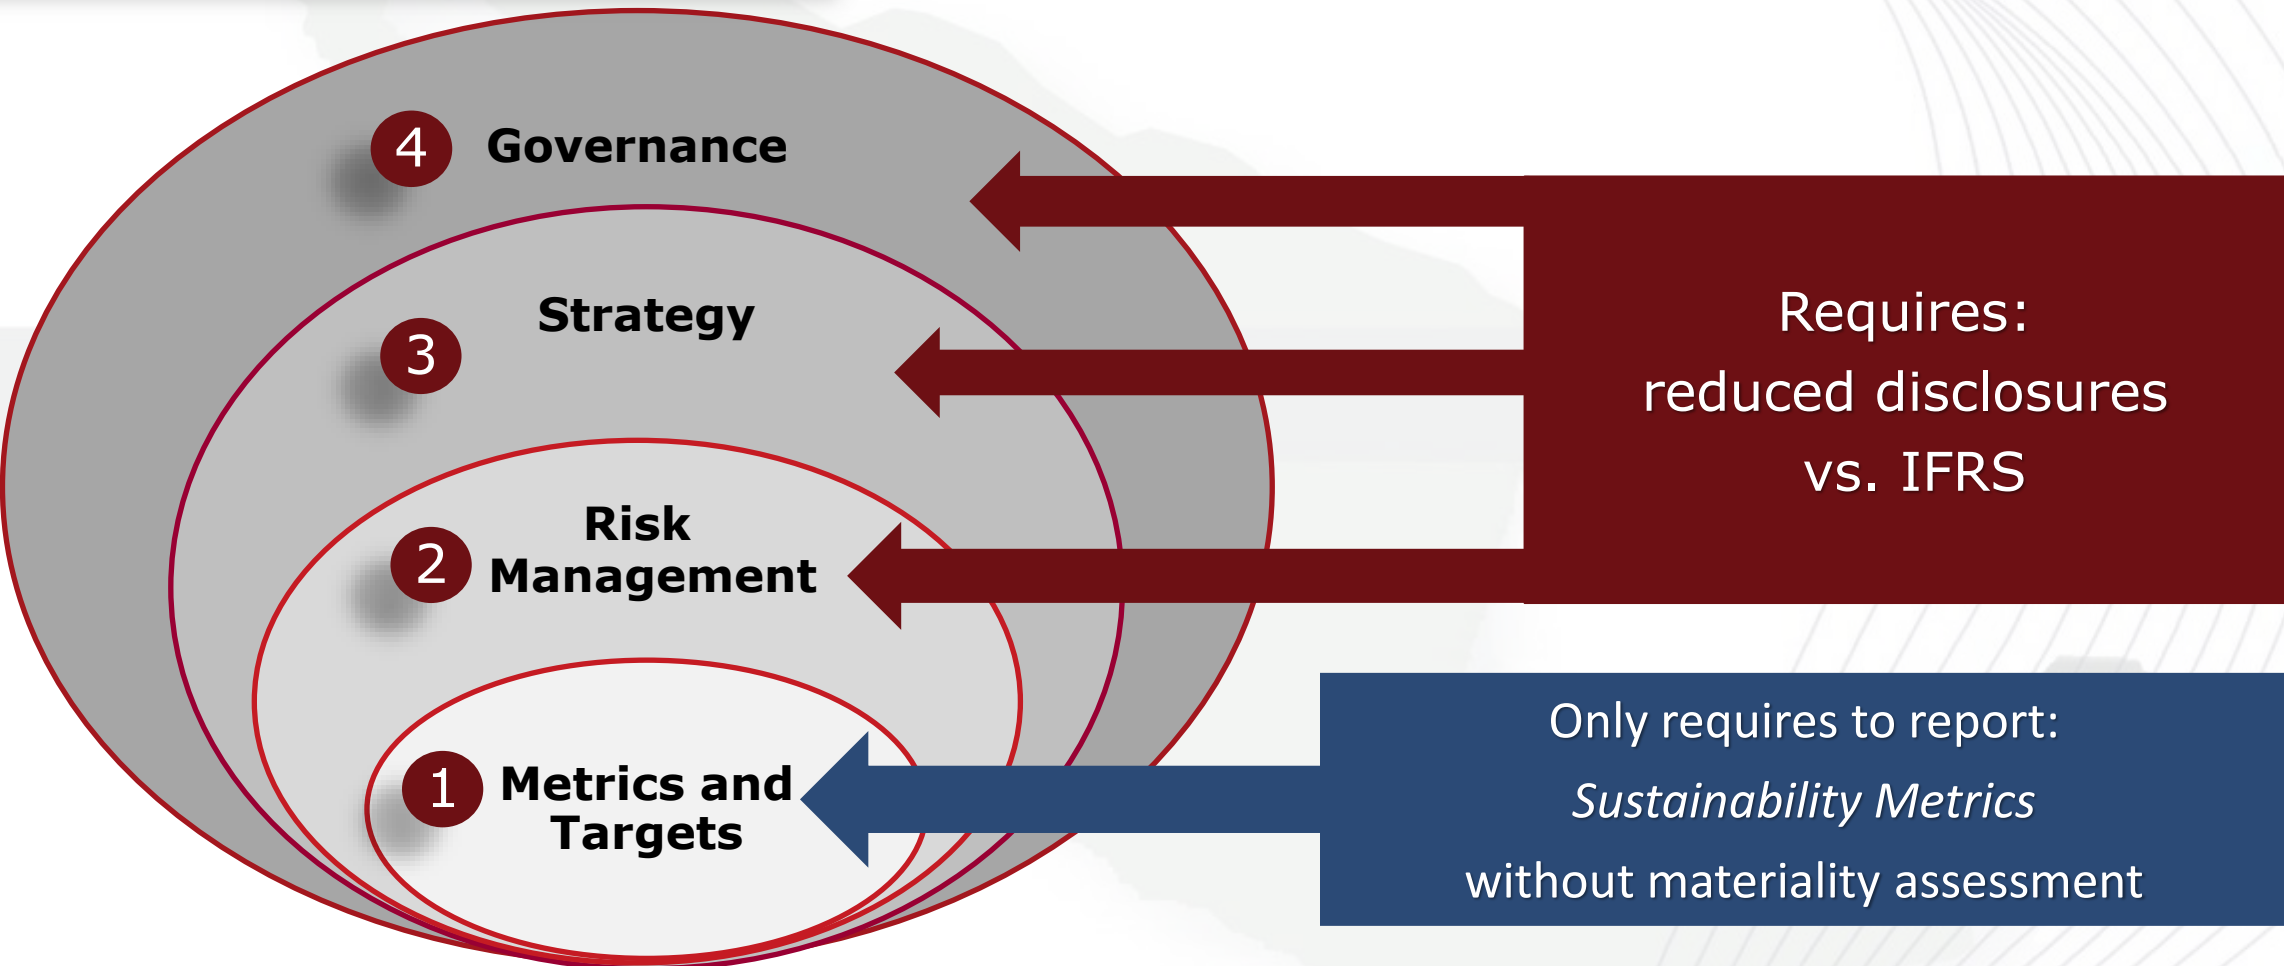 4 Governance
3 Strategy
2 Risk
Management
1 Metrics and
Targets
Requires:
reduced disclosures
vs. IFRS
Only requires to report:
Sustainability Metrics
without materiality assessment